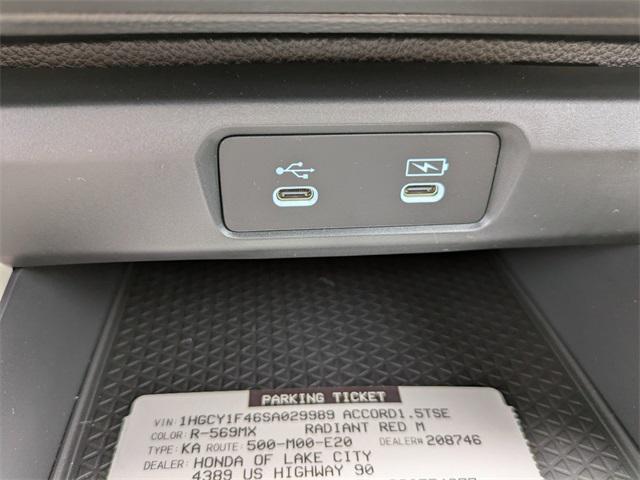 PARKING TICKET
VIN: 1HGCY1F46SA029989 ACCORD1.5TSE
COLOR: R-569MX RADIANT RED M
TYPE: KA ROUTE: 500-M00-E20 DEALER# 208746
DEALER: HONDA OF LAKE CITY
4389 US HIGHWAY 90